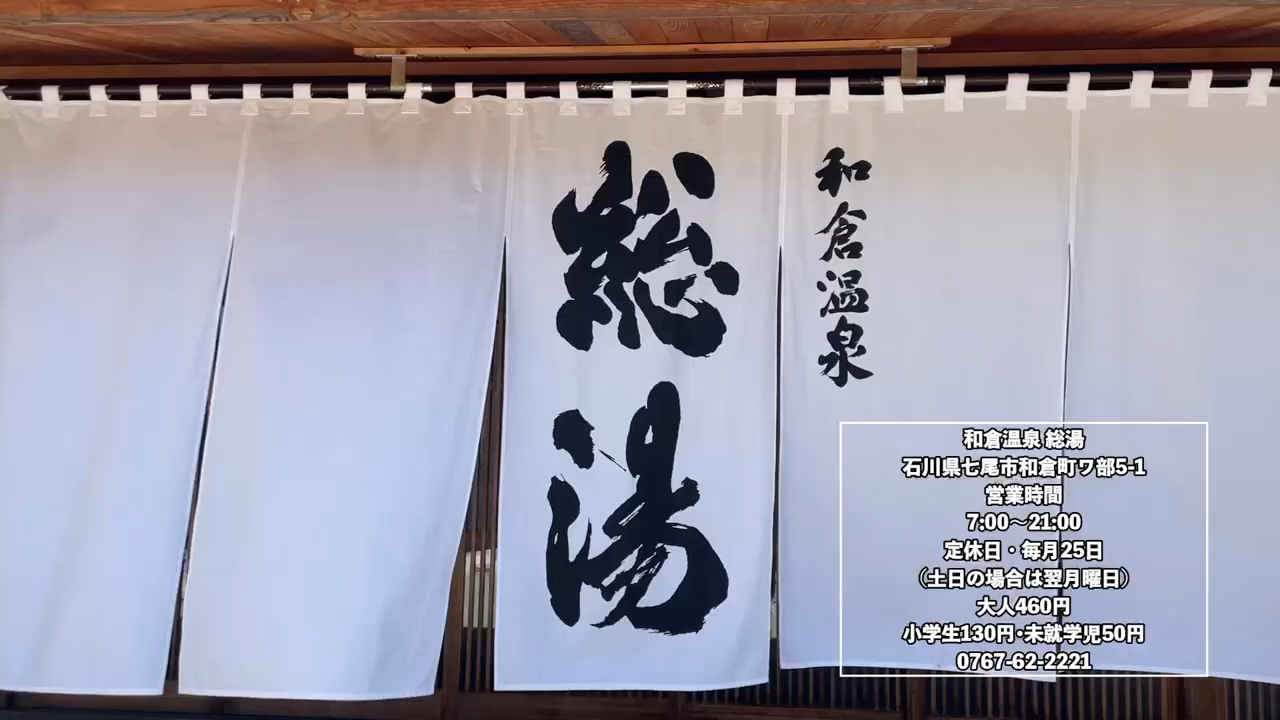 和倉温泉
総湯
和倉温泉 総湯
石川県七尾市和倉町ワ部5-1
営業時間
7:00～21:00
定休日・毎月25日
（土日の場合は翌月曜日）
大人460円
小学生130円･未就学児50円
0767-62-2221